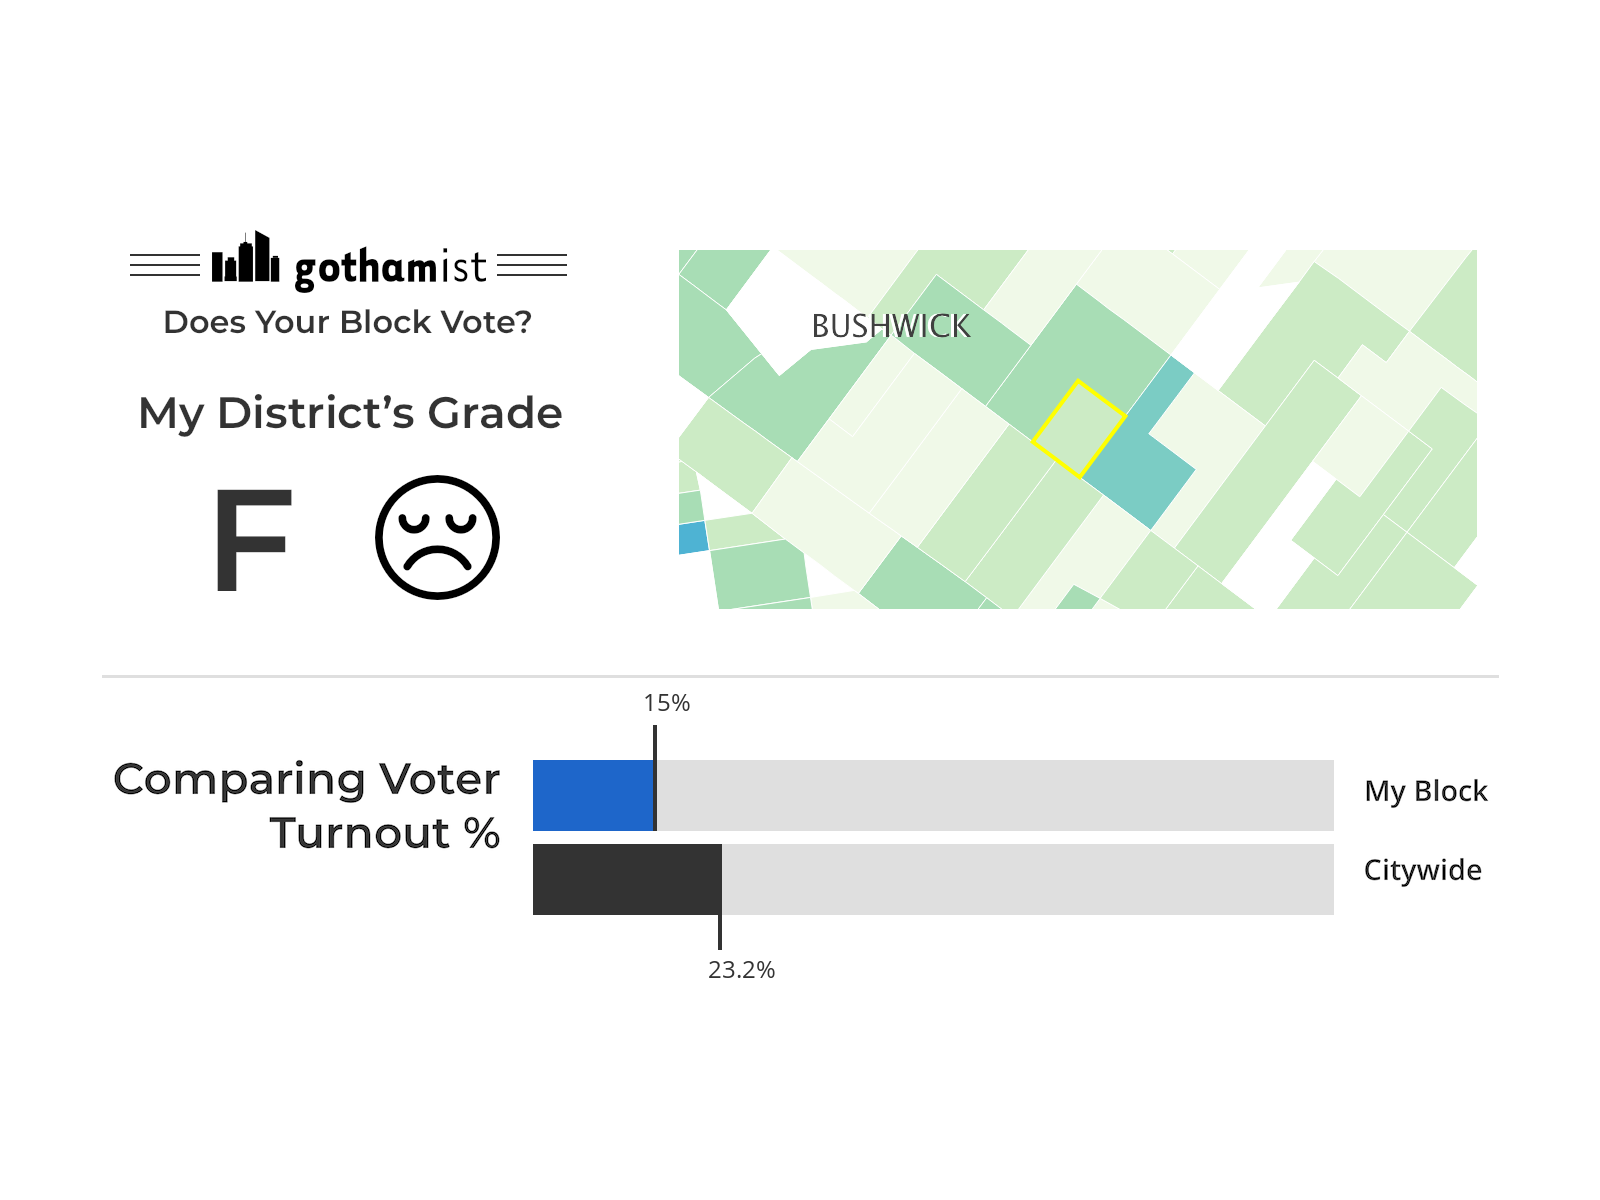 gothamist
Does Your Block Vote?
My District’s Grade
F
BUSHWICK
15%
Comparing Voter
Turnout %
My Block
Citywide
23.2%